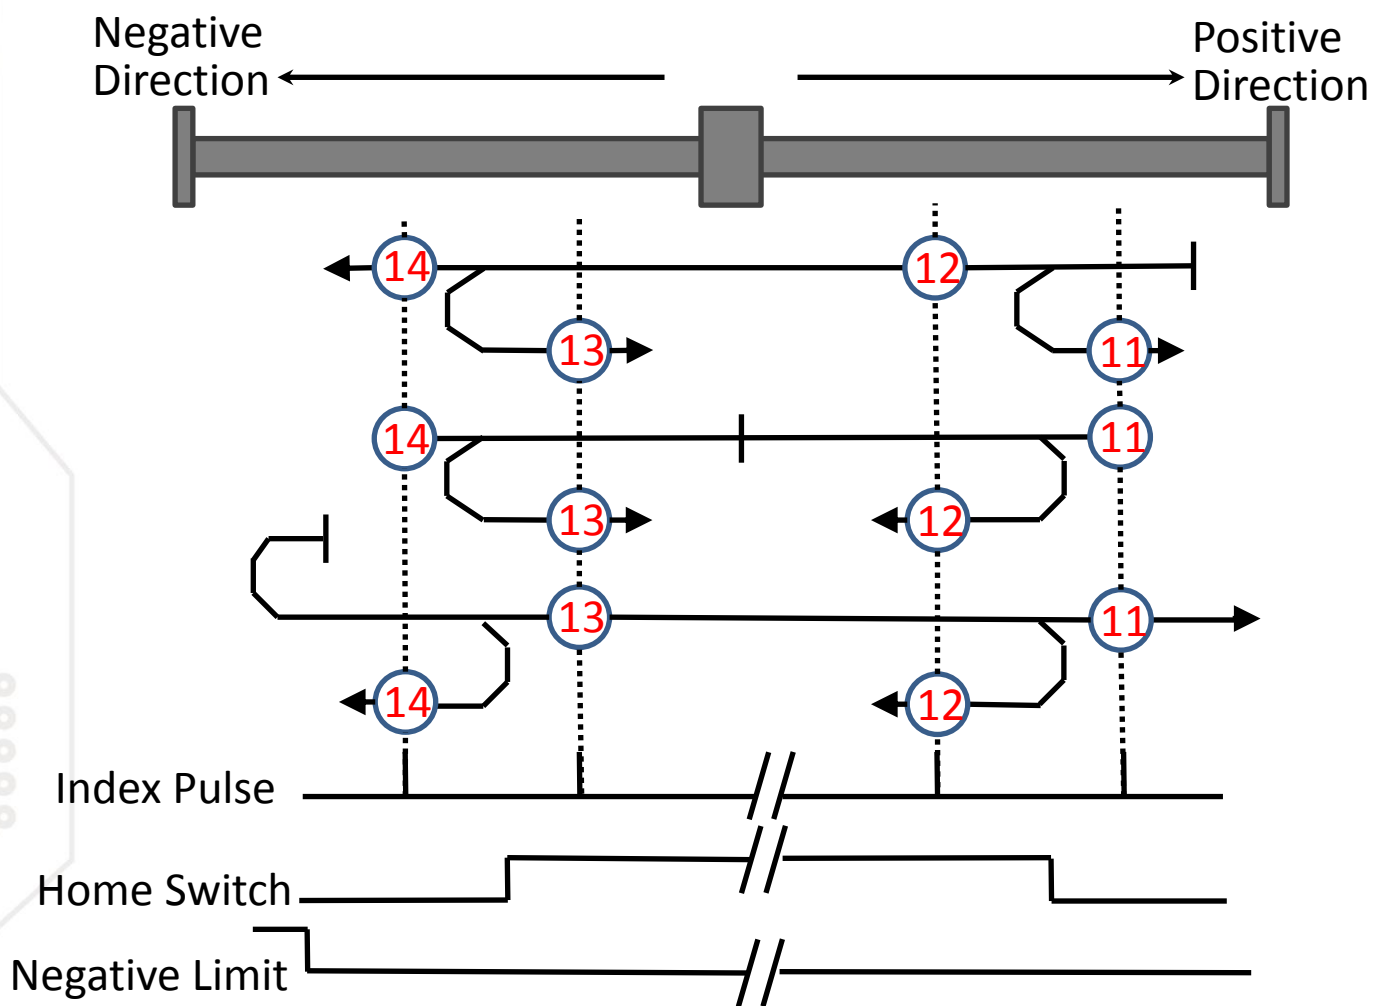 Negative
Direction
Positive
Direction
14
12
13
11
14
11
13
12
13
11
14
12
Index Pulse
Home Switch
Negative Limit